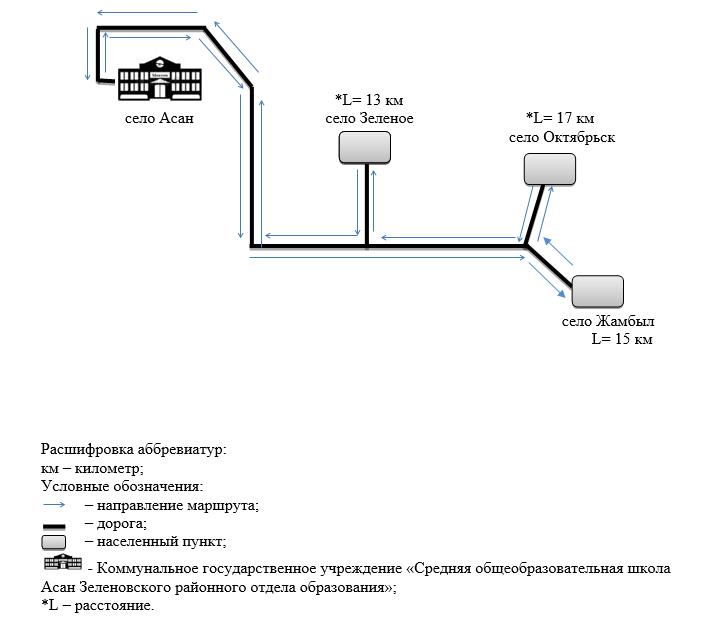 село Асан
*L= 13 км
село Зеленое
*L= 17 км
село Октябрьск
село Жамбыл
L= 15 км
Расшифровка аббревиатур:
км – километр;
Условные обозначения:
– направление маршрута;
– дорога;
– населенный пункт;
- Коммунальное государственное учреждение «Средняя общеобразовательная школа
Асан Зеленовского районного отдела образования»;
*L – расстояние.